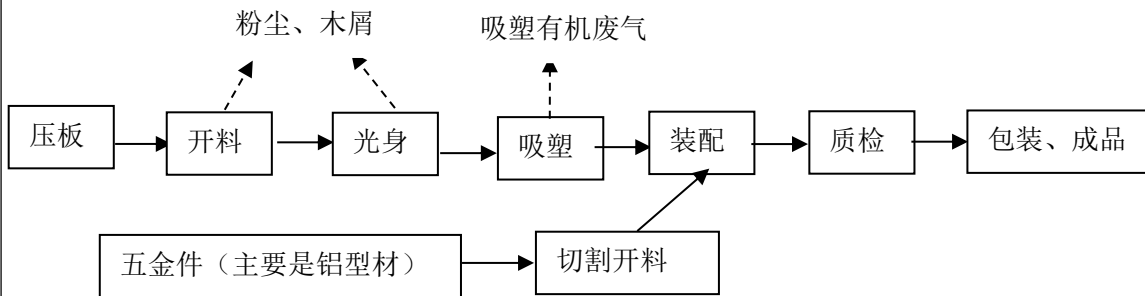 粉尘、木屑
吸塑有机废气
压板
开料
光身
吸塑
装配
质检
包装、成品
五金件（主要是铝型材）
切割开料